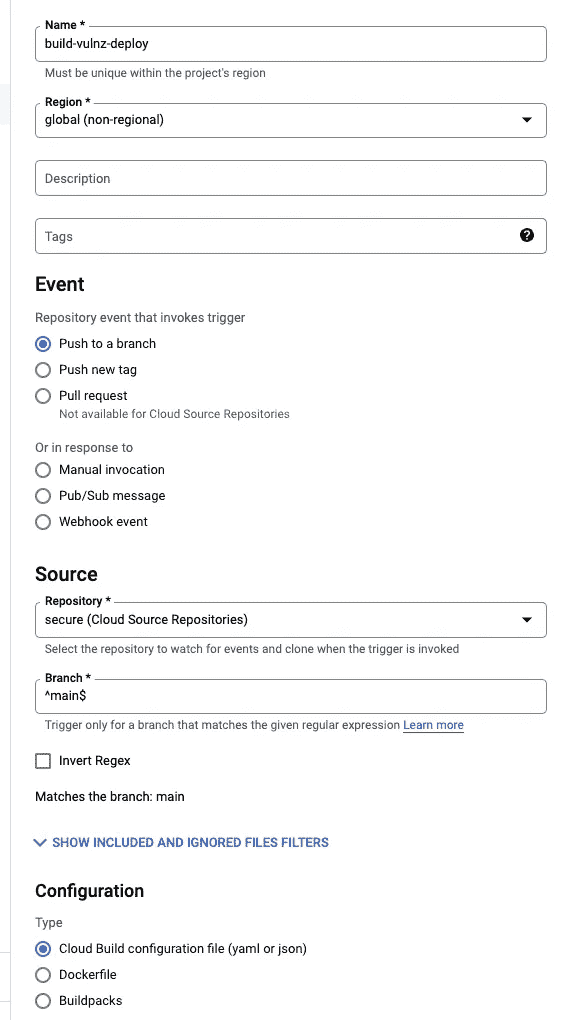 Name *
build-vulnz-deploy
Must be unique within the project's region
Region *
global (non-regional)
Description
Tags
Event
Repository event that invokes trigger
Push to a branch
Push new tag
Pull request
Not available for Cloud Source Repositories
Or in response to
Manual invocation
Pub/Sub message
Webhook event
Source
Repository *
secure (Cloud Source Repositories)
Select the repository to watch for events and clone when the trigger is invoked
Branch *
^main$
Trigger only for a branch that matches the given regular expression Learn more
Invert Regex
Matches the branch: main
SHOW INCLUDED AND IGNORED FILES FILTERS
Configuration
Type
Cloud Build configuration file (yaml or json)
Dockerfile
Buildpacks